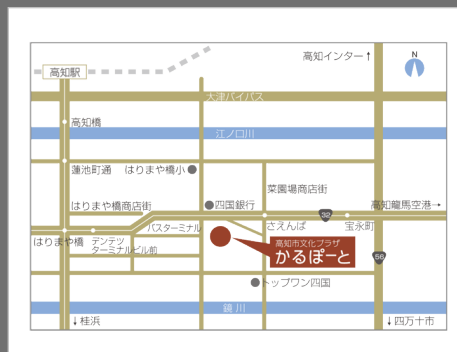 高知インター↑
N
高知駅
大津バイパス
高知橋
江ノ口川
蓮池町通
はりまや橋小
菜園場商店街
はりまや橋商店街
四国銀行
高知龍馬空港→
32
バスターミナル
さえんば
宝永町
はりまや橋
デンテツ
ターミナルビル前
高知市文化プラザ
かるぽーと
56
トップワン四国
鏡川
↓桂浜
↓四万十市